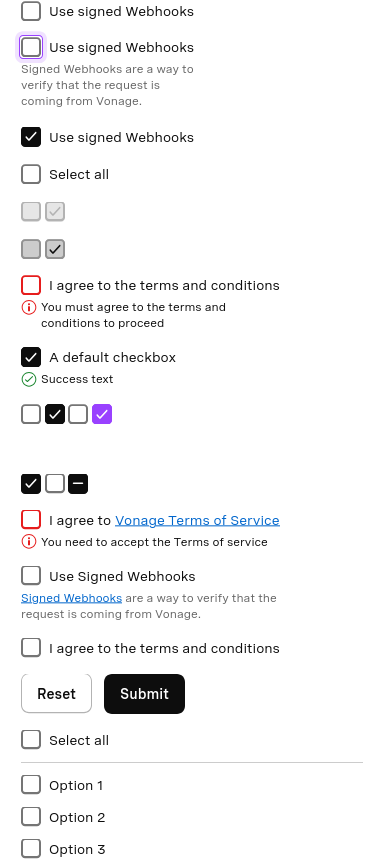 Use signed Webhooks
Use signed Webhooks
Signed Webhooks are a way to
verify that the request is
coming from Vonage.
Use signed Webhooks
Select all
I agree to the terms and conditions
You must agree to the terms and
conditions to proceed
A default checkbox
Success text
I agree to Vonage Terms of Service
You need to accept the Terms of service
Use Signed Webhooks
Signed Webhooks are a way to verify that the
request is coming from Vonage.
I agree to the terms and conditions
Reset Submit
Select all
Option 1
Option 2
Option 3